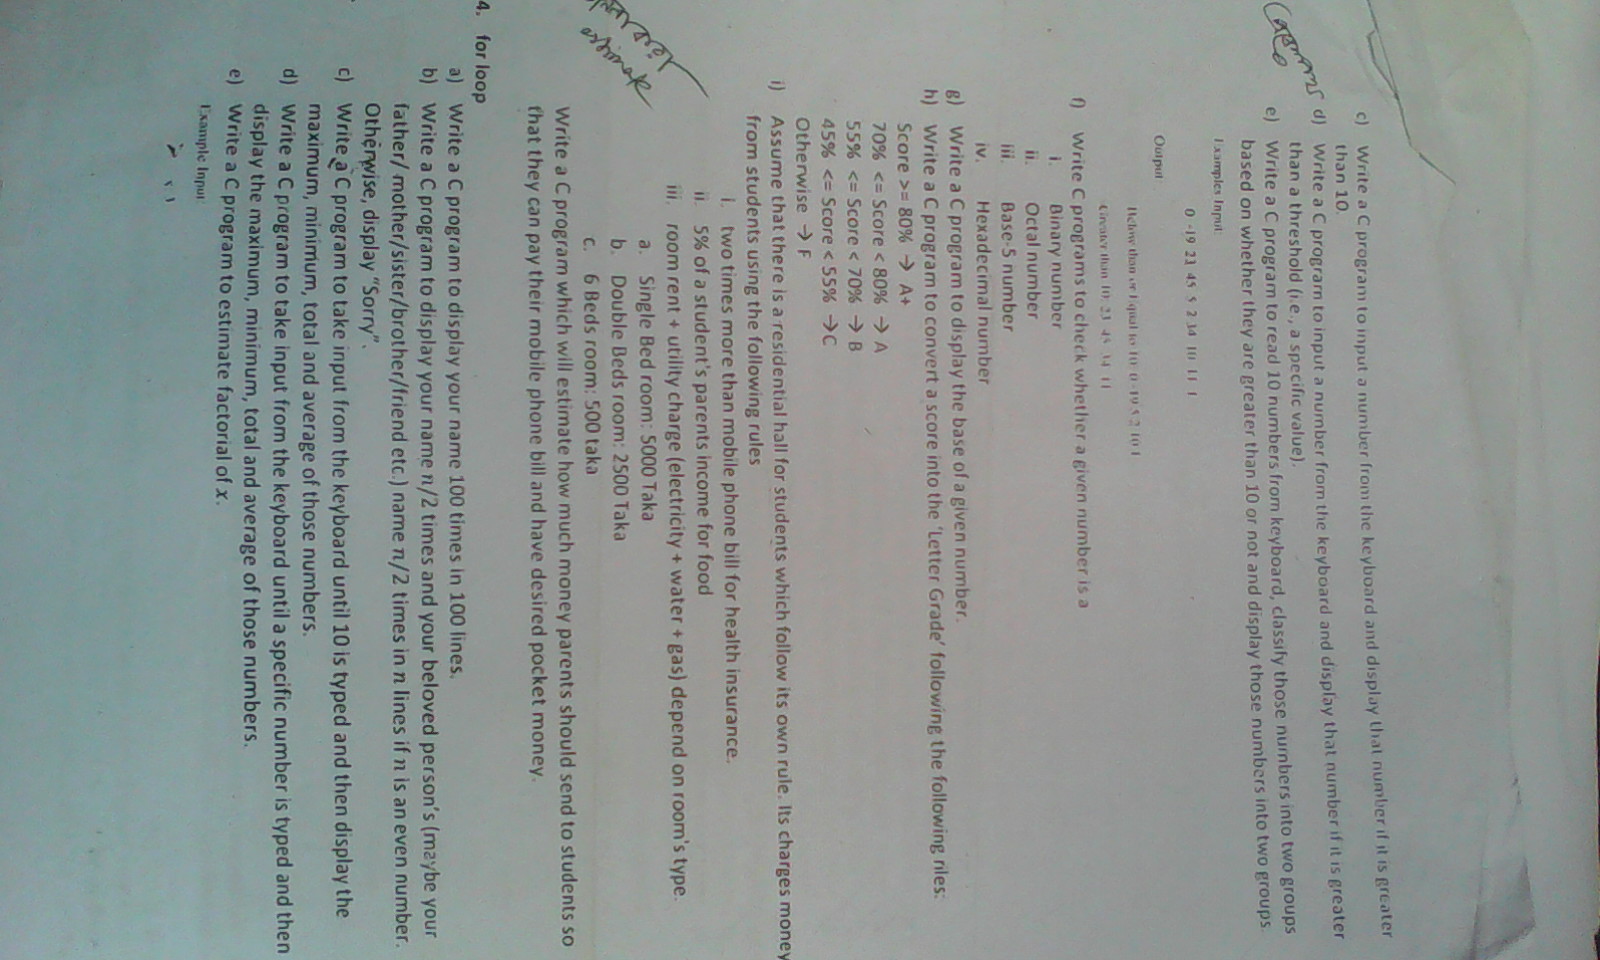 c) Write a C program to input a number from the keyboard and display that number if it is greater
than 10.
d) Write a C program to input a number from the keyboard and display that number if it is greater
than a threshold (i.e., a specific value).
e) Write a C program to read 10 numbers from keyboard, classify those numbers into two groups
based on whether they are greater than 10 or not and display those numbers into two groups.
Examples Input:
0 -19 23 45 5 2 34 10 11 1
Output
Below than or Equal to 10: 0 -19 5 2 10 1
Greater than 10: 23 45 34 11
f) Write C programs to check whether a given number is a
i. Binary number
ii. Octal number
iii. Base-5 number
iv. Hexadecimal number
g) Write a C program to display the base of a given number.
h) Write a C program to convert a score into the 'Letter Grade' following the following riles:
Score >= 80% → A+
70% <= Score < 80% → A
55% <= Score < 70% → B
45% <= Score < 55% →C
Otherwise → F
i) Assume that there is a residential hall for students which follow its own rule. Its charges money
from students using the following rules
i. two times more than mobile phone bill for health insurance.
ii. 5% of a student's parents income for food
iii. room rent + utility charge (electricity + water + gas) depend on room's type.
a. Single Bed room: 5000 Taka
b. Double Beds room: 2500 Taka
c. 6 Beds room: 500 taka
Write a C program which will estimate how much money parents should send to students so
that they can pay their mobile phone bill and have desired pocket money.
4. for loop
a) Write a C program to display your name 100 times in 100 lines.
b) Write a C program to display your name n/2 times and your beloved person's (maybe your
father/ mother/sister/brother/friend etc.) name n/2 times in n lines if n is an even number.
Otherwise, display "Sorry".
c) Write a C program to take input from the keyboard until 10 is typed and then display the
maximum, minimum, total and average of those numbers.
d) Write a C program to take input from the keyboard until a specific number is typed and then
display the maximum, minimum, total and average of those numbers.
e) Write a C program to estimate factorial of x.
Example Input